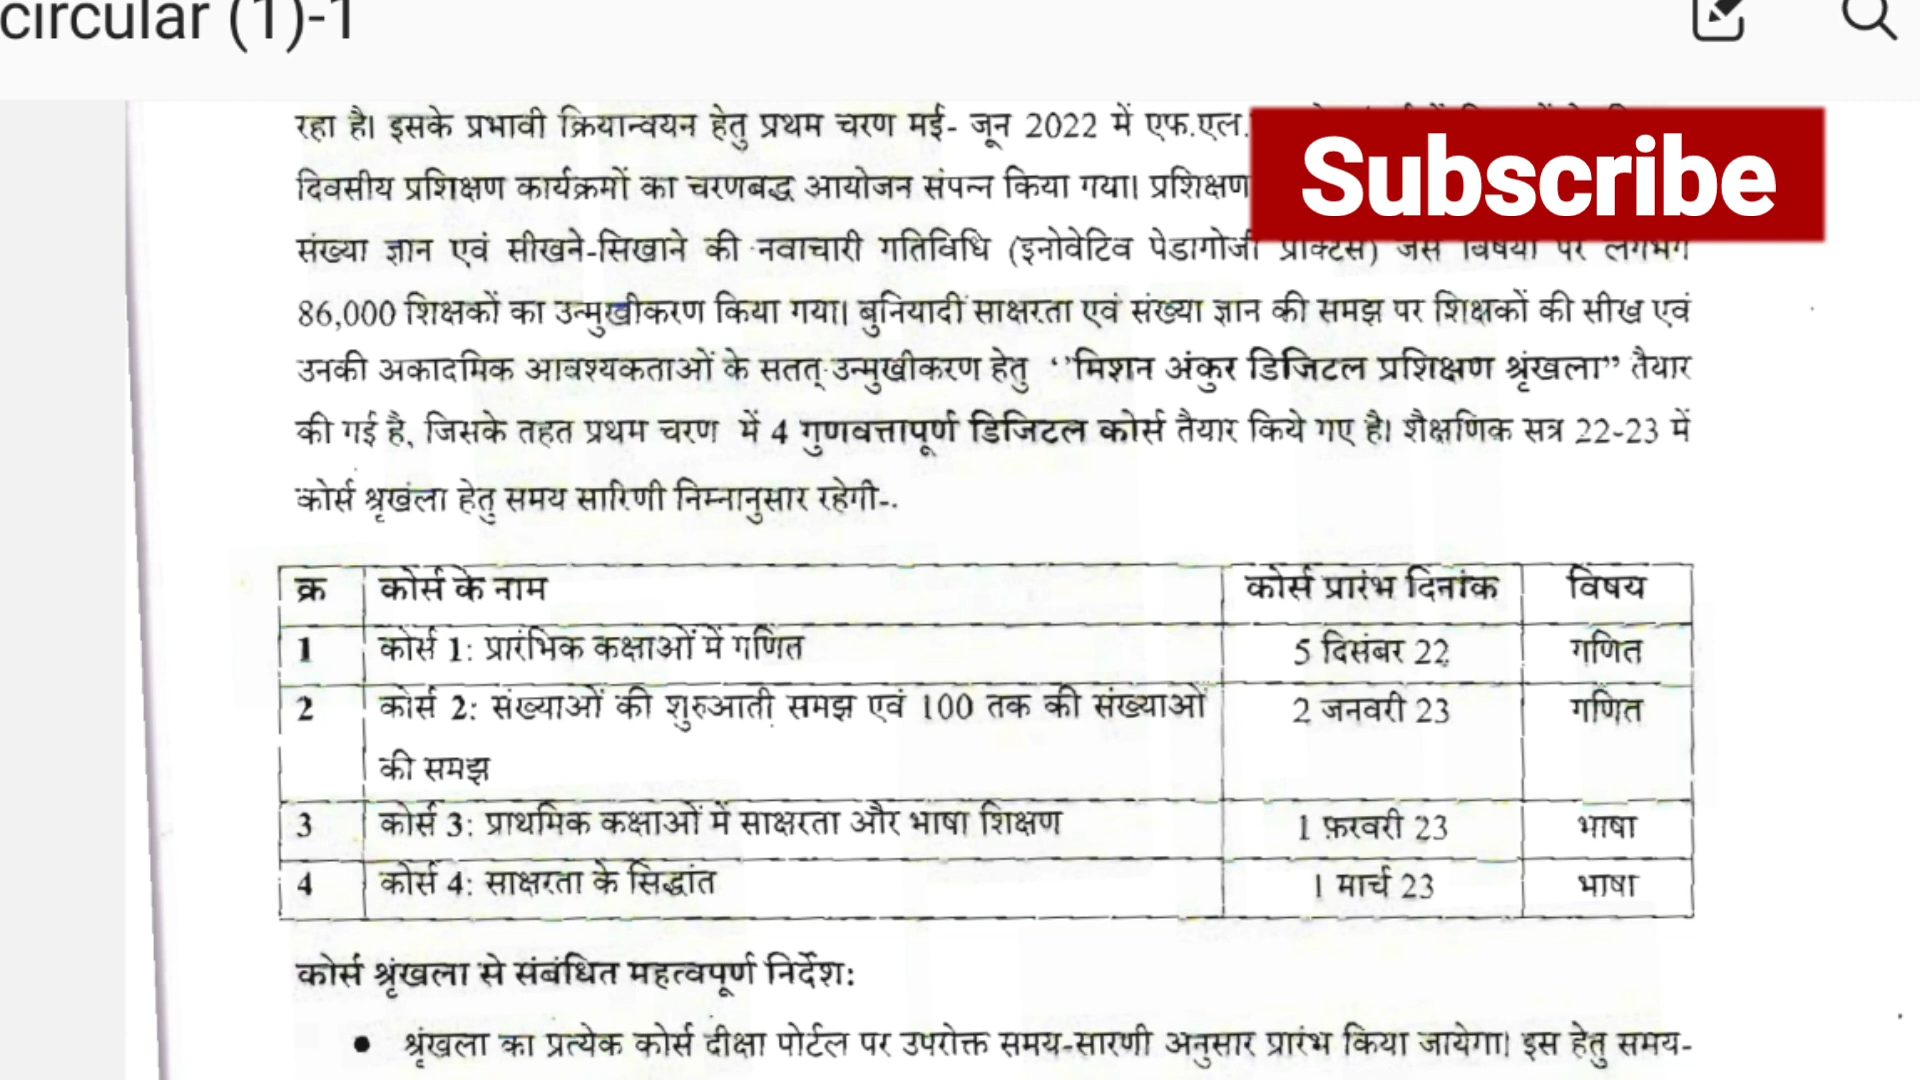 circular (1)-1
रहा है। इसके प्रभावी क्रियान्वयन हेतु प्रथम चरण मई- जून 2022 में एफ.एल.
Subscribe
दिवसीय प्रशिक्षण कार्यक्रमों का चरणबद्ध आयोजन संपन्न किया गया। प्रशिक्षण
संख्या ज्ञान एवं सीखने-सिखाने की नवाचारी गतिविधि (इनोवेटिव पेडागोजी प्रैक्टिस) जैसे विषयों पर लगभग
86,000 शिक्षकों का उन्मुखीकरण किया गया। बुनियादी साक्षरता एवं संख्या ज्ञान की समझ पर शिक्षकों की सीख एवं
उनकी अकादमिक आवश्यकताओं के सतत् उन्मुखीकरण हेतु ‘’मिशन अंकुर डिजिटल प्रशिक्षण श्रृंखला” तैयार
की गई है, जिसके तहत प्रथम चरण में 4 गुणवत्तापूर्ण डिजिटल कोर्स तैयार किये गए है। शैक्षणिक सत्र 22-23 में
कोर्स श्रृखंला हेतु समय सारिणी निम्नानुसार रहेगी-.
क्र कोर्स के नाम कोर्स प्रारंभ दिनांक विषय
1 कोर्स 1: प्रारंभिक कक्षाओं में गणित 5 दिसंबर 22 गणित
2 कोर्स 2: संख्याओं की शुरुआती समझ एवं 100 तक की संख्याओं 2 जनवरी 23 गणित
की समझ
3 कोर्स 3: प्राथमिक कक्षाओं में साक्षरता और भाषा शिक्षण 1 फ़रवरी 23 भाषा
4 कोर्स 4: साक्षरता के सिद्धांत 1 मार्च 23 भाषा
कोर्स श्रृंखला से संबंधित महत्वपूर्ण निर्देश:
• श्रृंखला का प्रत्येक कोर्स दीक्षा पोर्टल पर उपरोक्त समय-सारणी अनुसार प्रारंभ किया जायेगा। इस हेतु समय-